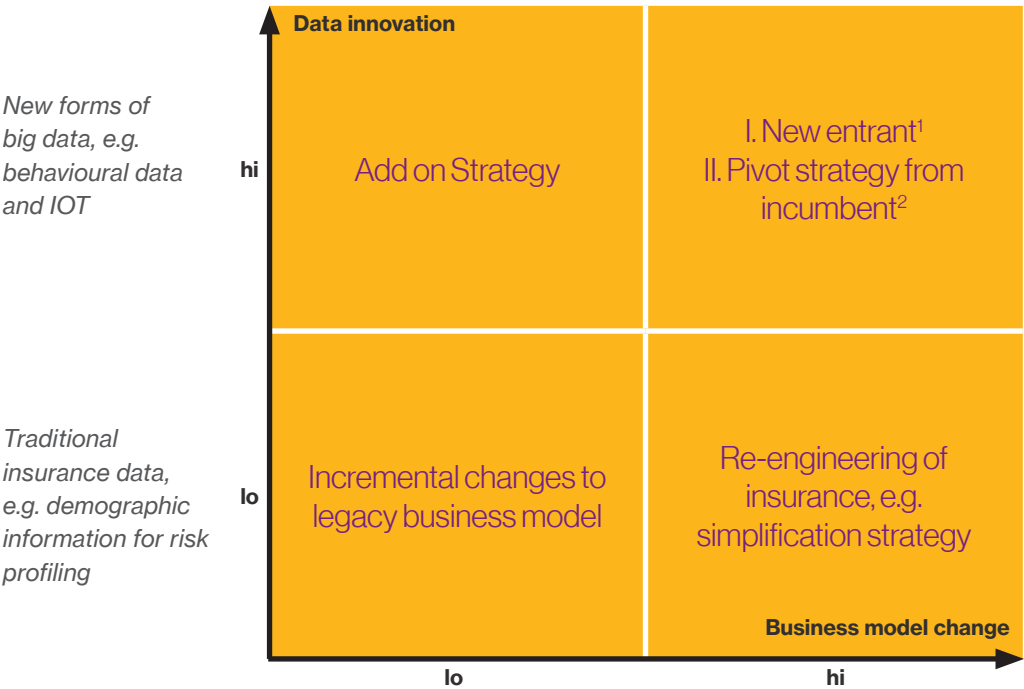 Data innovation
New forms of
big data, e.g.
behavioural data
and IOT
hi
Add on Strategy
I. New entrant¹
II. Pivot strategy from
incumbent²
Traditional
insurance data,
e.g. demographic
information for risk
profiling
lo
Incremental changes to
legacy business model
Re-engineering of
insurance, e.g.
simplification strategy
Business model change
lo
hi